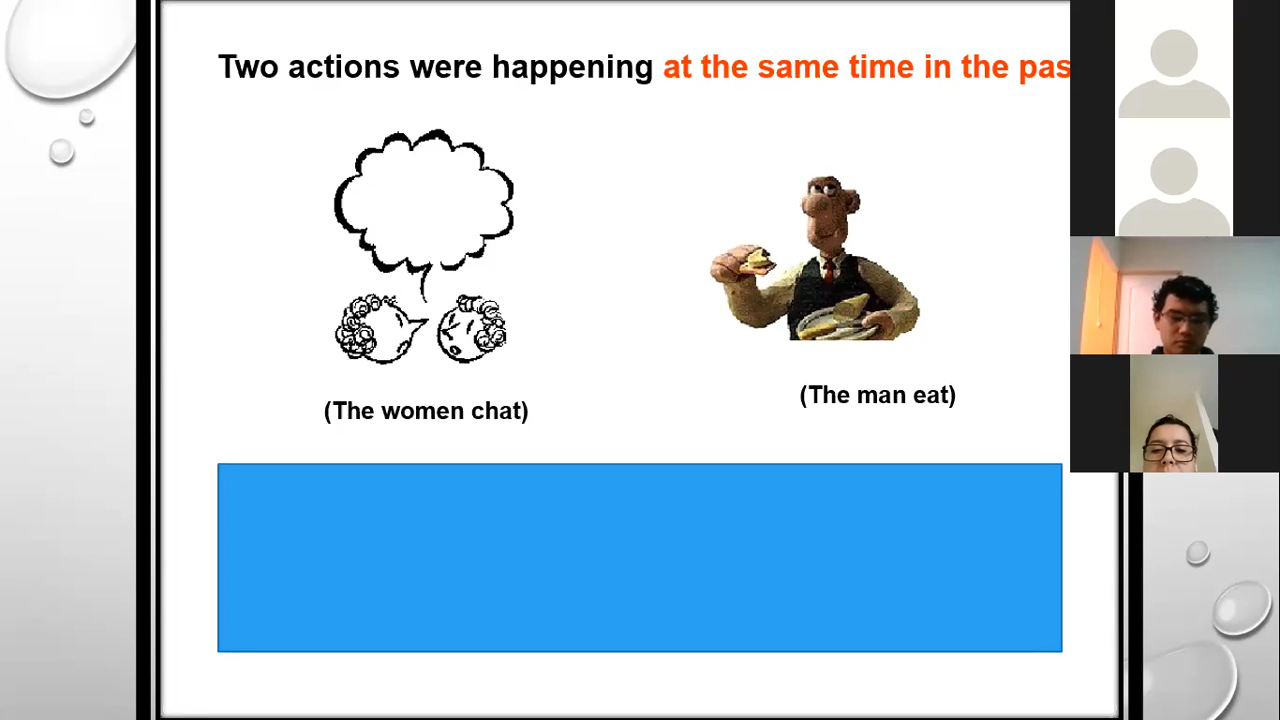 Two actions were happening at the same time in the pas
(The women chat)
(The man eat)